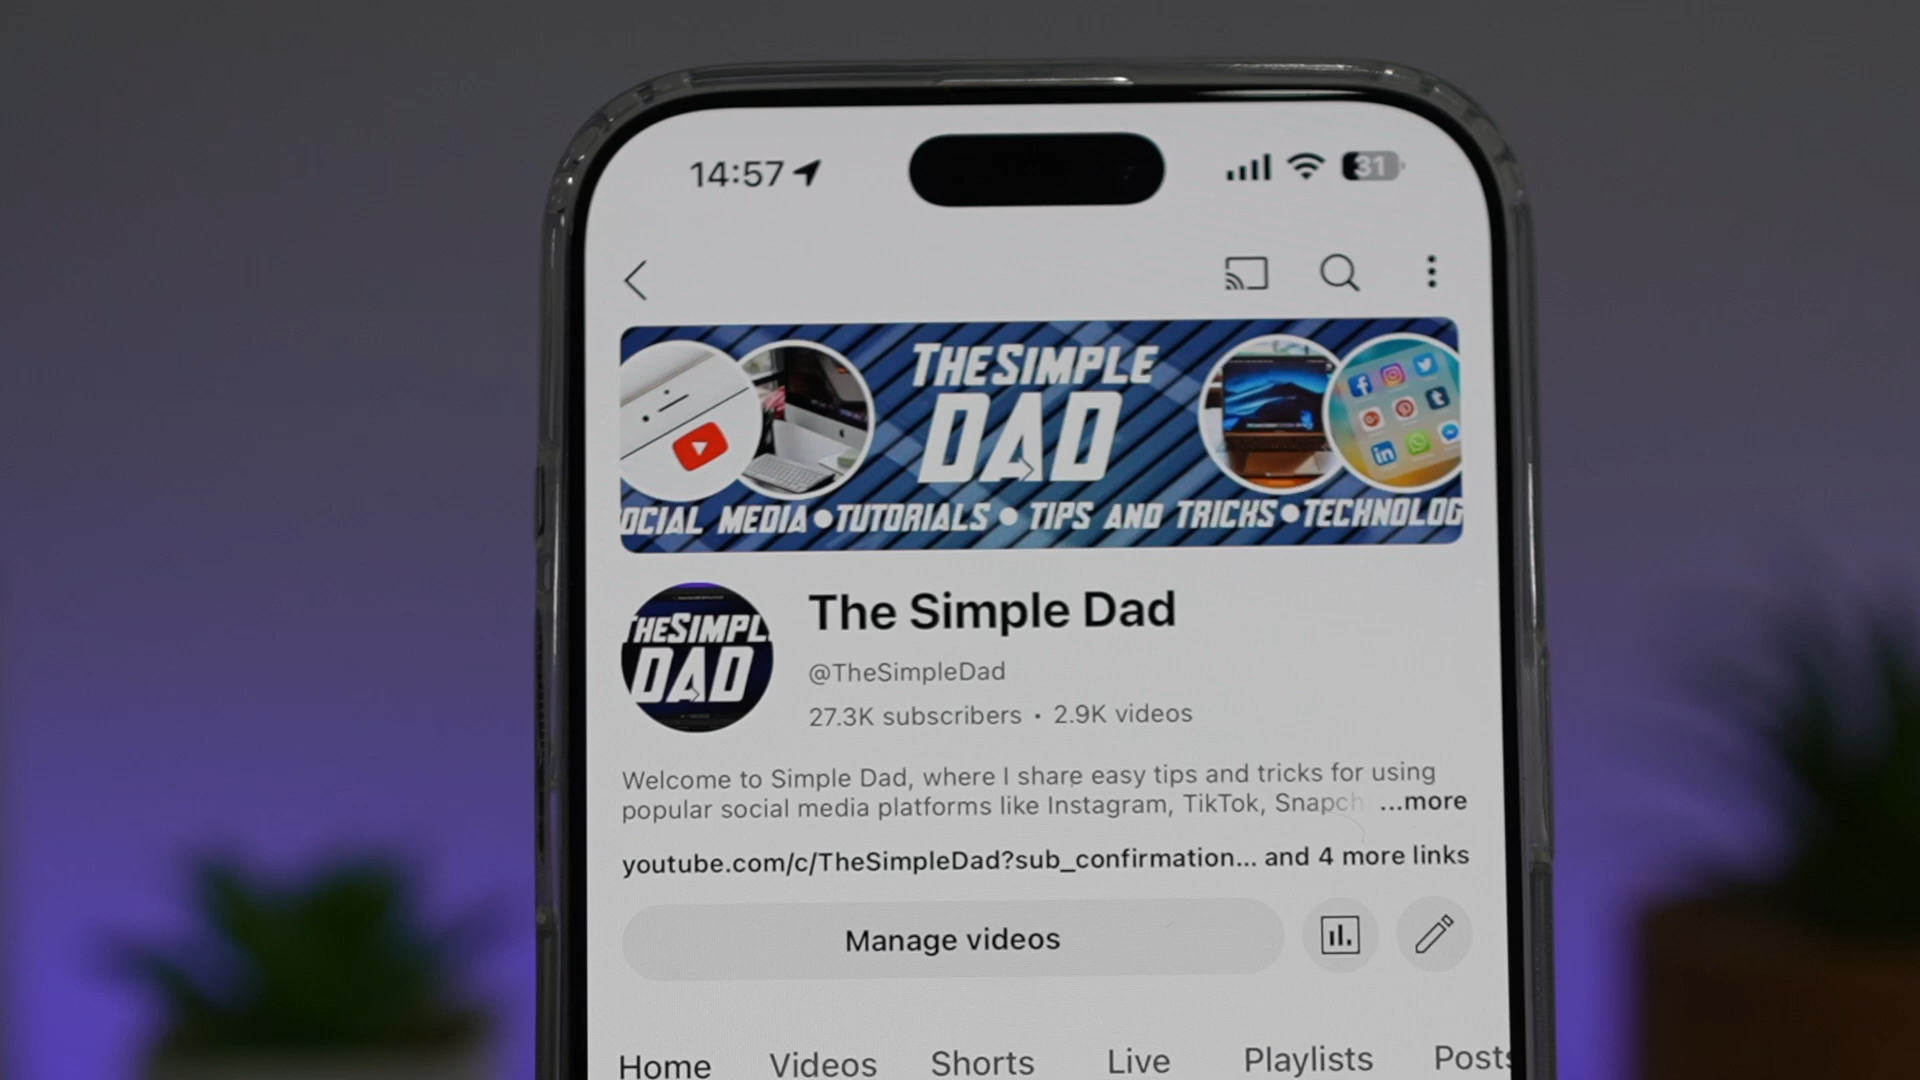 14:57
31
THESIMPLE
DAD
OCIAL MEDIA ● TUTORIALS ● TIPS AND TRICKS ● TECHNOLOG
in
HESIMPL
DAD
The Simple Dad
@TheSimpleDad
27.3K subscribers · 2.9K videos
Welcome to Simple Dad, where I share easy tips and tricks for using
popular social media platforms like Instagram, TikTok, Snapch ...more
youtube.com/c/TheSimpleDad?sub_confirmation... and 4 more links
Manage videos
Home Videos Shorts Live Playlists Posts